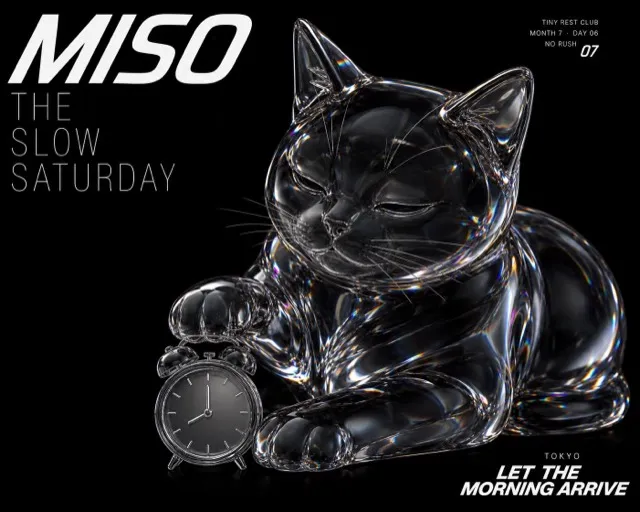 MISO
THE
SLOW
SATURDAY
TINY REST CLUB
MONTH 7 · DAY 06
NO RUSH 07
TOKYO
LET THE
MORNING ARRIVE